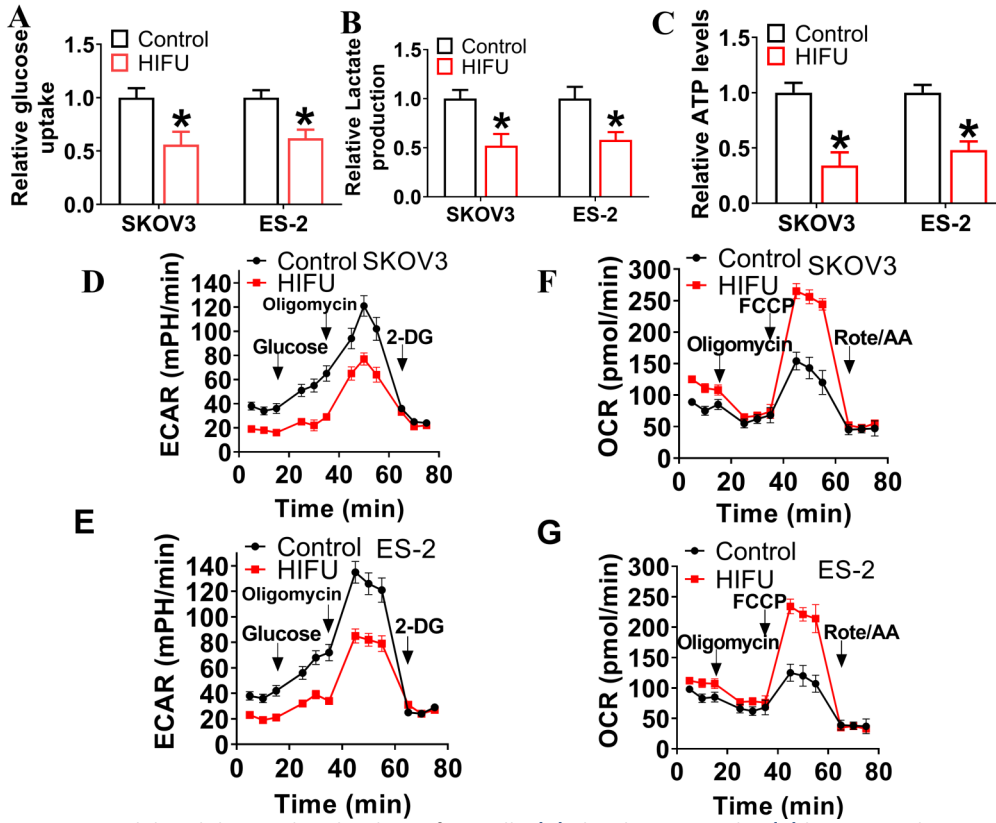 A
Relative glucose
uptake
Control
HIFU
1.5
1.0
0.5
0.0
*
*
SKOV3
ES-2
B
Relative Lactate
production
Control
HIFU
1.5
1.0
0.5
0.0
*
*
SKOV3
ES-2
C
Relative ATP levels
Control
HIFU
1.5
1.0
0.5
0.0
*
*
SKOV3
ES-2
D
ECAR (mPH/min)
Control SKOV3
HIFU
140
120
100
80
60
40
20
0
Oligomycin
Glucose
2-DG
0 20 40 60 80
Time (min)
F
OCR (pmol/min)
Control SKOV3
HIFU
300
250
200
150
100
50
0
FCCP
Oligomycin
Rote/AA
0 20 40 60 80
Time (min)
E
ECAR (mPH/min)
Control ES-2
HIFU
140
120
100
80
60
40
20
0
Oligomycin
Glucose
2-DG
0 20 40 60 80
Time (min)
G
OCR (pmol/min)
Control
HIFU
ES-2
300
250
200
150
100
50
0
FCCP
Oligomycin
Rote/AA
0 20 40 60 80
Time (min)